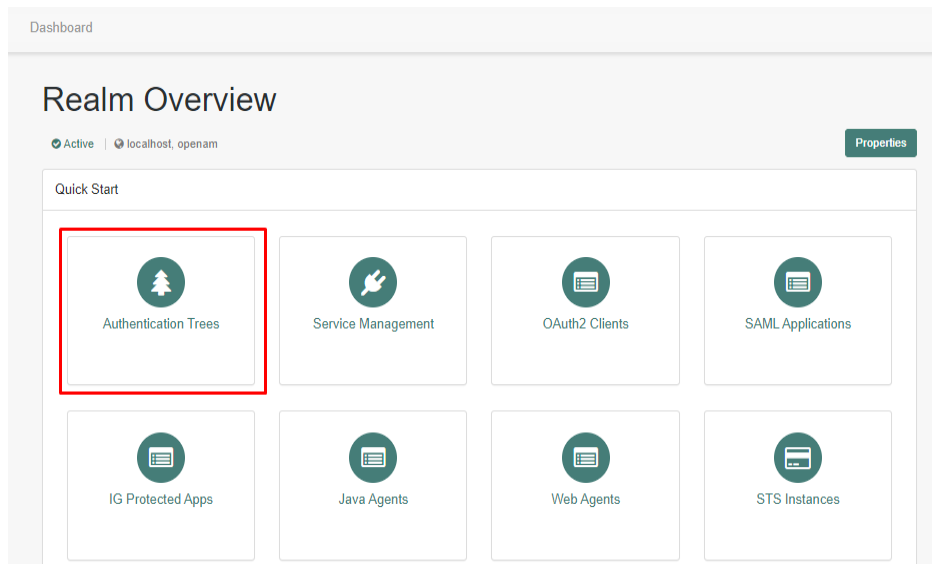 Dashboard
Realm Overview
Active | localhost, openam
Properties
Quick Start
Authentication Trees
Service Management
OAuth2 Clients
SAML Applications
IG Protected Apps
Java Agents
Web Agents
STS Instances